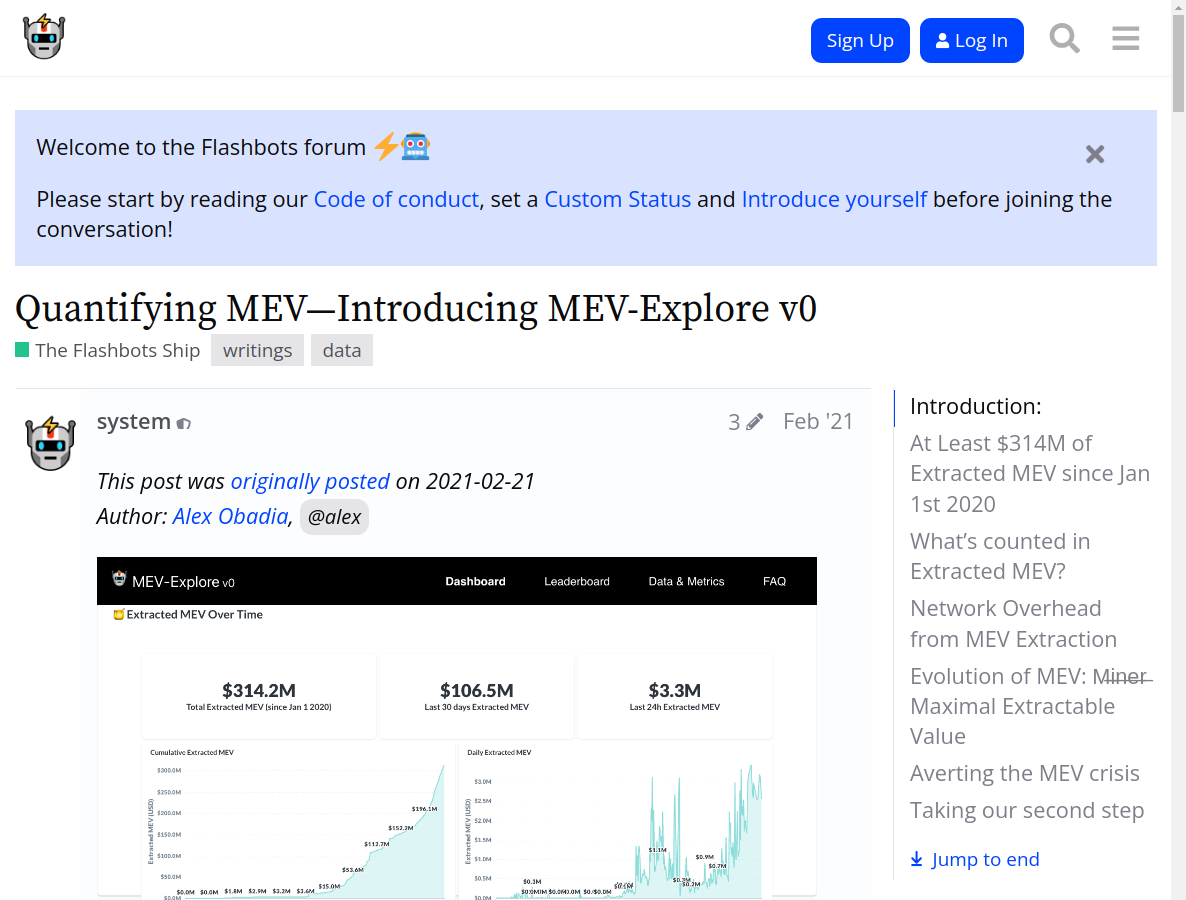 Sign Up
Log In
Welcome to the Flashbots forum
Please start by reading our Code of conduct, set a Custom Status and Introduce yourself before joining the
conversation!
Quantifying MEV—Introducing MEV-Explore v0
The Flashbots Ship
writings
data
system
3
Feb '21
This post was originally posted on 2021-02-21
Author: Alex Obadia, @alex
MEV-Explore v0
Dashboard
Leaderboard
Data & Metrics
FAQ
Extracted MEV Over Time
$314.2M
Total Extracted MEV (since Jan 1 2020)
$106.5M
Last 30 days Extracted MEV
$3.3M
Last 24h Extracted MEV
Cumulative Extracted MEV
Extracted MEV (USD)
$300.0M
$250.0M
$200.0M
$150.0M
$100.0M
$50.0M
$0.0M
$0.0M
$0.0M
$1.8M
$2.9M
$3.2M
$3.6M
$15.0M
$53.6M
$112.7M
$152.2M
$196.1M
Daily Extracted MEV
Extracted MEV (USD)
$3.0M
$2.5M
$2.0M
$1.5M
$1.0M
$0.5M
$0.0M
$0.3M
$1.1M
$0.3M
$0.2M
$0.9M
$0.7M
Introduction:
At Least $314M of
Extracted MEV since Jan
1st 2020
What’s counted in
Extracted MEV?
Network Overhead
from MEV Extraction
Evolution of MEV: Miner
Maximal Extractable
Value
Averting the MEV crisis
Taking our second step
Jump to end